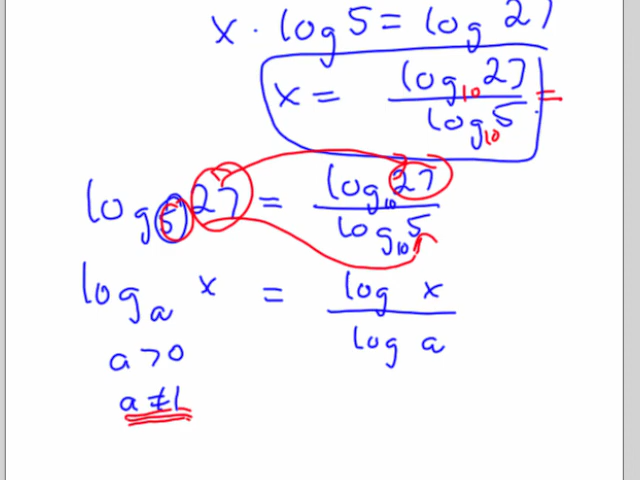 x · log 5 = log 27
x = log₁₀ 27 / log₁₀ 5 =
log₅ 27 = log₁₀ 27 / log₁₀ 5
logₐ x = log x / log a
a > 0
a ≠ 1